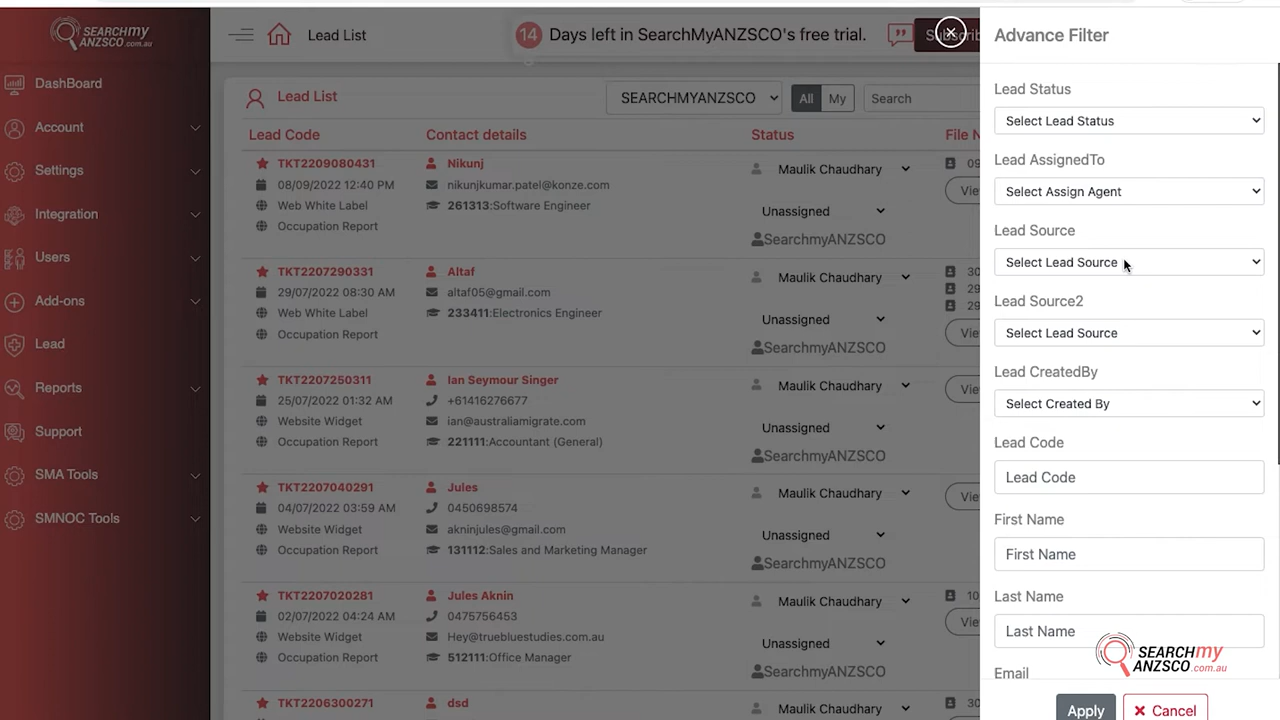 SEARCHMY
ANZSCO
.com.au
DashBoard
Account
Settings
Integration
Users
Add-ons
Lead
Reports
Support
SMA Tools
SMNOC Tools
Lead List
14 Days left in SearchMyANZSCO's free trial.
Lead List
SEARCHMYANZSCO
All
My
Search
Lead Code
Contact details
Status
TKT2209080431
Nikunj
Maulik Chaudhary
08/09/2022 12:40 PM
nikunjkumar.patel@konze.com
Web White Label
261313:Software Engineer
Unassigned
Occupation Report
SearchmyANZSCO
TKT2207290331
Altaf
Maulik Chaudhary
29/07/2022 08:30 AM
altaf05@gmail.com
Web White Label
233411:Electronics Engineer
Unassigned
Occupation Report
SearchmyANZSCO
TKT2207250311
Ian Seymour Singer
Maulik Chaudhary
25/07/2022 01:32 AM
+61416276677
Website Widget
ian@australiamigrate.com
Unassigned
Occupation Report
221111:Accountant (General)
SearchmyANZSCO
TKT2207040291
Jules
Maulik Chaudhary
04/07/2022 03:59 AM
0450698574
Website Widget
akninjules@gmail.com
Unassigned
Occupation Report
131112:Sales and Marketing Manager
SearchmyANZSCO
TKT2207020281
Jules Aknin
Maulik Chaudhary
02/07/2022 04:24 AM
0475756453
Website Widget
Hey@truebluestudies.com.au
Unassigned
Occupation Report
512111:Office Manager
SearchmyANZSCO
TKT2206300271
dsd
Maulik Chaudhary
Advance Filter
Lead Status
Select Lead Status
Lead AssignedTo
Select Assign Agent
Lead Source
Select Lead Source
Lead Source2
Select Lead Source
Lead CreatedBy
Select Created By
Lead Code
Lead Code
First Name
First Name
Last Name
Last Name
Email
SEARCHmy
ANZSCO.com.au
Apply
Cancel